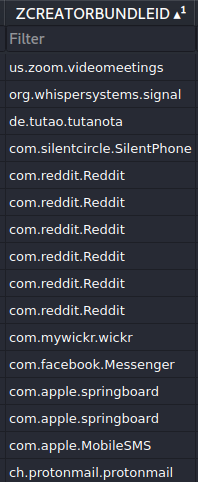 ZCREATORBUNDLEID ▲1
Filter
us.zoom.videomeetings
org.whispersystems.signal
de.tutao.tutanota
com.silentcircle.SilentPhone
com.reddit.Reddit
com.reddit.Reddit
com.reddit.Reddit
com.reddit.Reddit
com.reddit.Reddit
com.reddit.Reddit
com.mywickr.wickr
com.facebook.Messenger
com.apple.springboard
com.apple.springboard
com.apple.MobileSMS
ch.protonmail.protonmail